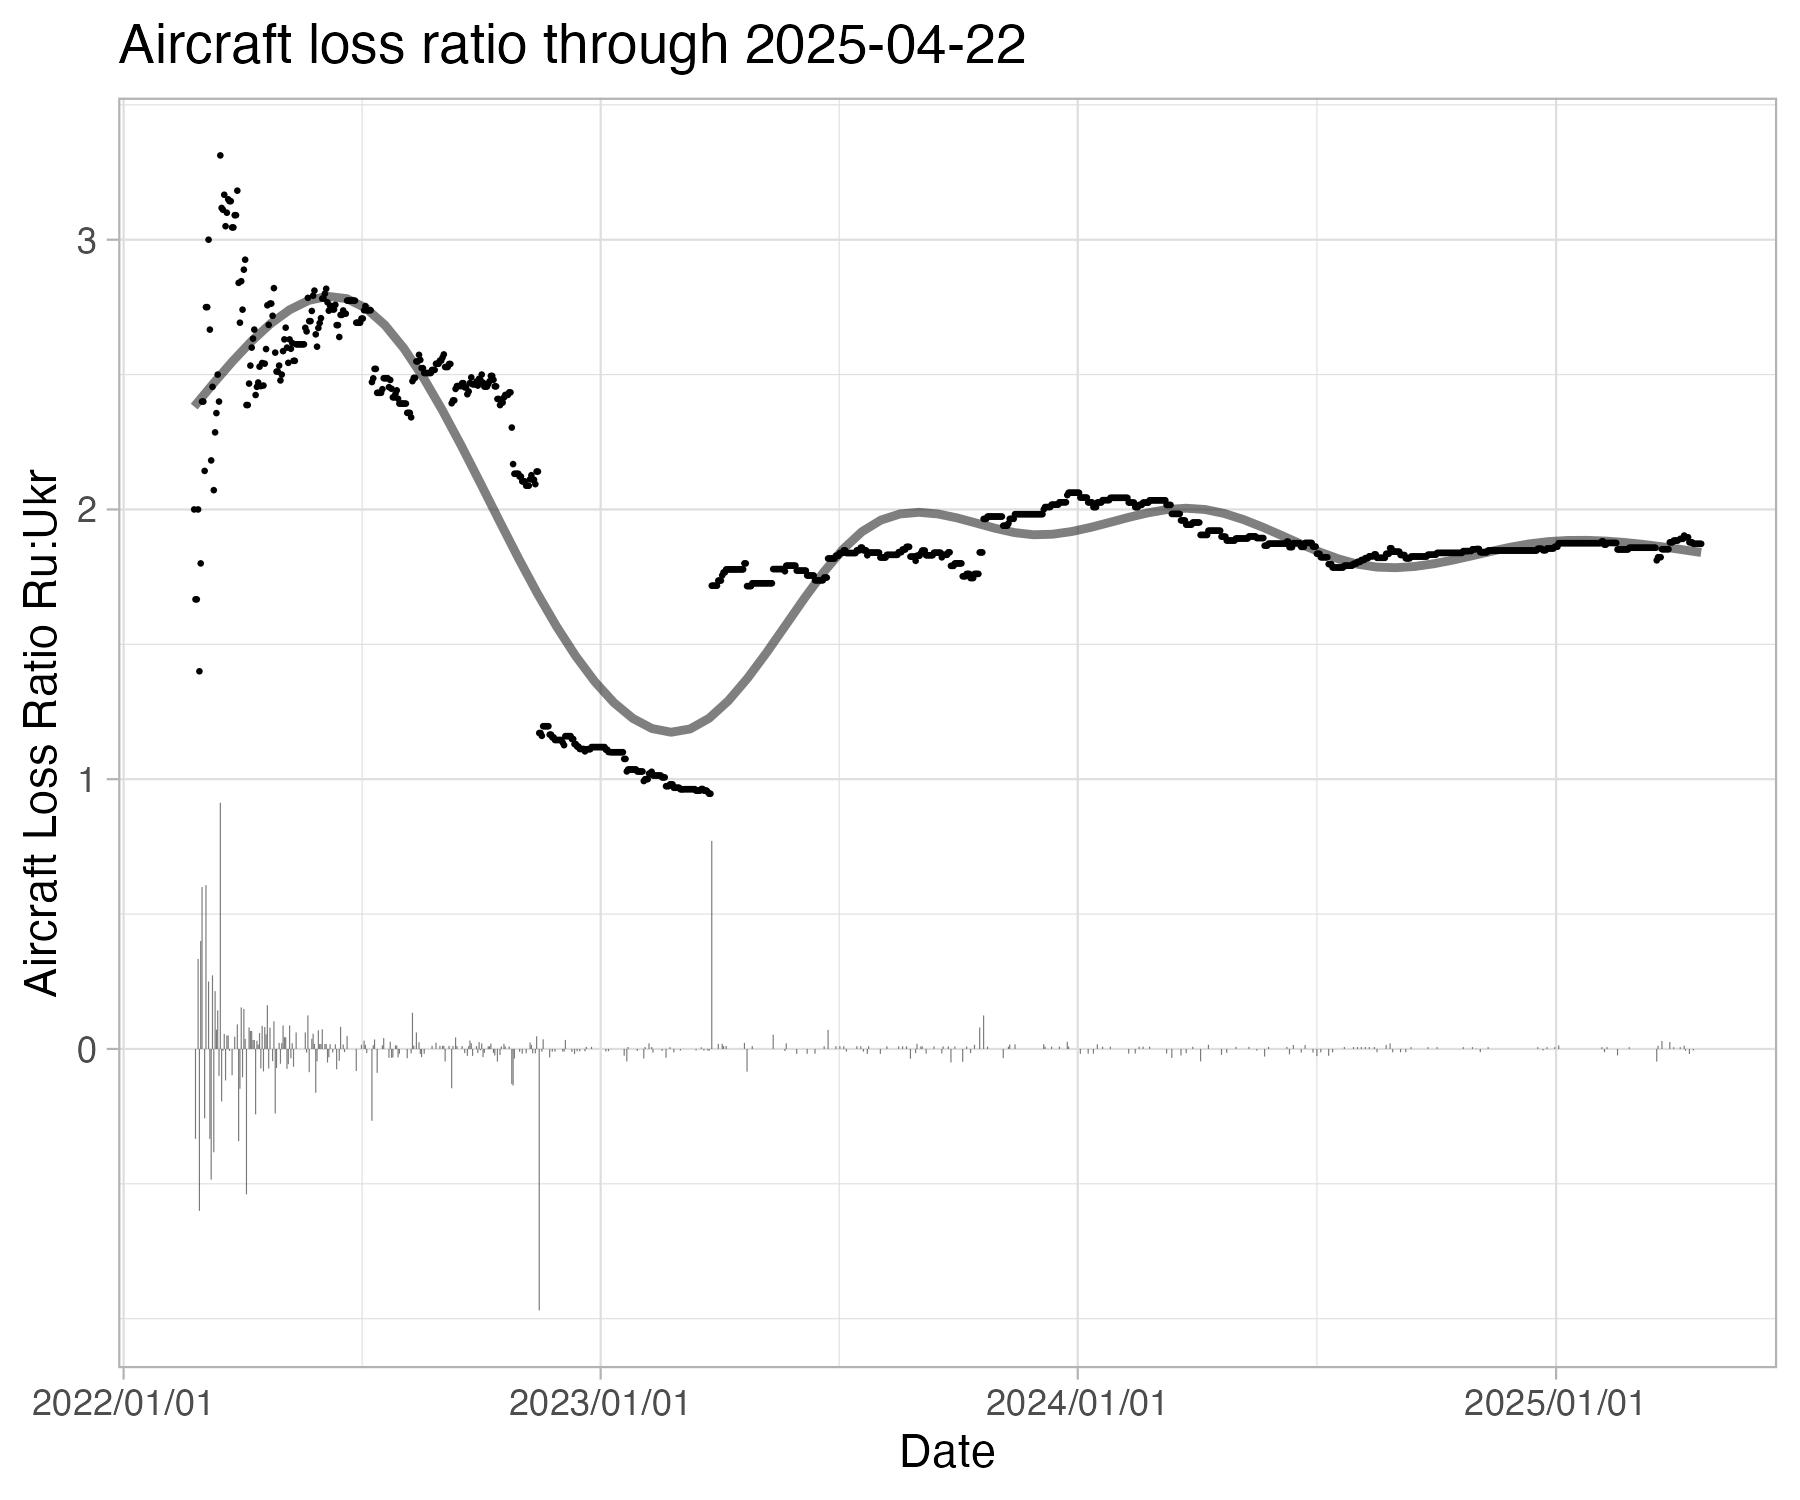 Aircraft loss ratio through 2025-04-22
Aircraft Loss Ratio Ru:Ukr
3
2
1
0
2022/01/01
2023/01/01
2024/01/01
2025/01/01
Date